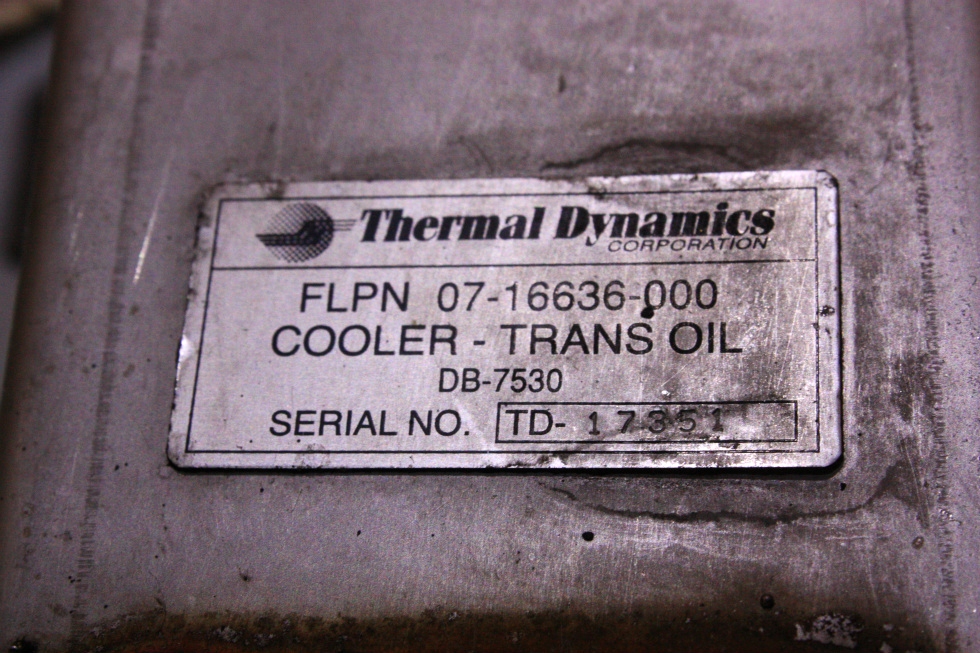 Thermal Dynamics
CORPORATION
FLPN 07-16636-000
COOLER - TRANS OIL
DB-7530
SERIAL NO. TD- 17351